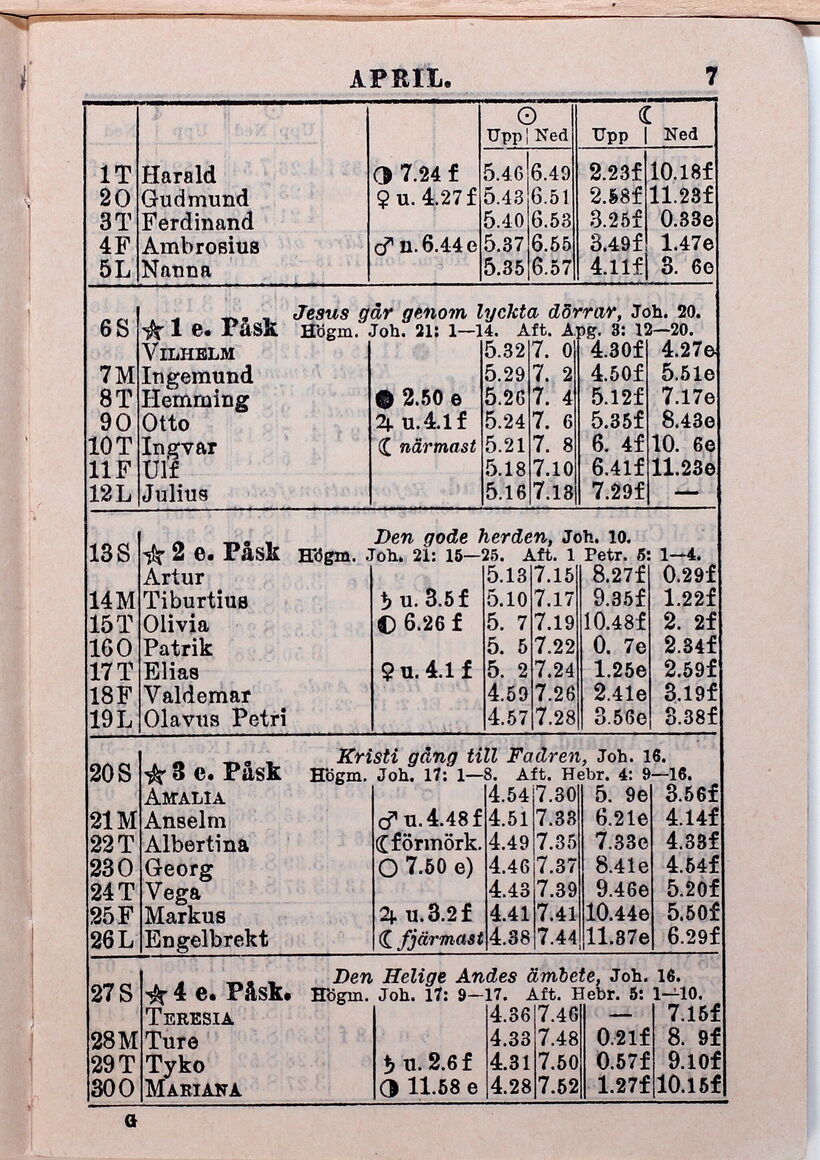 APRIL. 7
☉ ☾
Upp Ned Upp Ned
1 T Harald ◑ 7.24 f 5.46 6.49 2.23f 10.18f
2 O Gudmund ♀ u. 4.27 f 5.43 6.51 2.58f 11.23f
3 T Ferdinand 5.40 6.53 3.25f 0.33e
4 F Ambrosius ♂ n. 6.44 e 5.37 6.55 3.49f 1.47e
5 L Nanna 5.35 6.57 4.11f 3. 6e
Jesus går genom lyckta dörrar, Joh. 20.
6 S ☆ 1 e. Påsk Högm. Joh. 21: 1—14. Aft. Apg. 3: 12—20.
VILHELM 5.32 7. 0 4.30f 4.27e
7 M Ingemund 5.29 7. 2 4.50f 5.51e
8 T Hemming ● 2.50 e 5.26 7. 4 5.12f 7.17e
9 O Otto ♃ u. 4.1 f 5.24 7. 6 5.35f 8.43e
10 T Ingvar ☾ närmast 5.21 7. 8 6. 4f 10. 6e
11 F Ulf 5.18 7.10 6.41f 11.23e
12 L Julius 5.16 7.13 7.29f —
Den gode herden, Joh. 10.
13 S ☆ 2 e. Påsk Högm. Joh. 21: 15—25. Aft. 1 Petr. 5: 1—4.
Artur 5.13 7.15 8.27f 0.29f
14 M Tiburtius ♄ u. 3.5 f 5.10 7.17 9.35f 1.22f
15 T Olivia ◐ 6.26 f 5. 7 7.19 10.48f 2. 2f
16 O Patrik 5. 5 7.22 0. 7e 2.34f
17 T Elias ♀ u. 4.1 f 5. 2 7.24 1.25e 2.59f
18 F Valdemar 4.59 7.26 2.41e 3.19f
19 L Olavus Petri 4.57 7.28 3.56e 3.38f
Kristi gång till Fadren, Joh. 16.
20 S ☆ 3 e. Påsk Högm. Joh. 17: 1—8. Aft. Hebr. 4: 9—16.
AMALIA 4.54 7.30 5. 9e 3.56f
21 M Anselm ♂ u. 4.48 f 4.51 7.33 6.21e 4.14f
22 T Albertina ☾ förmörk. 4.49 7.35 7.33e 4.33f
23 O Georg ○ 7.50 e) 4.46 7.37 8.41e 4.54f
24 T Vega 4.43 7.39 9.46e 5.20f
25 F Markus ♃ u. 3.2 f 4.41 7.41 10.44e 5.50f
26 L Engelbrekt ☾ fjärmast 4.38 7.44 11.37e 6.29f
Den Helige Andes ämbete, Joh. 16.
27 S ☆ 4 e. Påsk. Högm. Joh. 17: 9—17. Aft. Hebr. 5: 1—10.
TERESIA 4.36 7.46 — 7.15f
28 M Ture 4.33 7.48 0.21f 8. 9f
29 T Tyko ♄ u. 2.6 f 4.31 7.50 0.57f 9.10f
30 O MARIANA ◑ 11.58 e 4.28 7.52 1.27f 10.15f
G